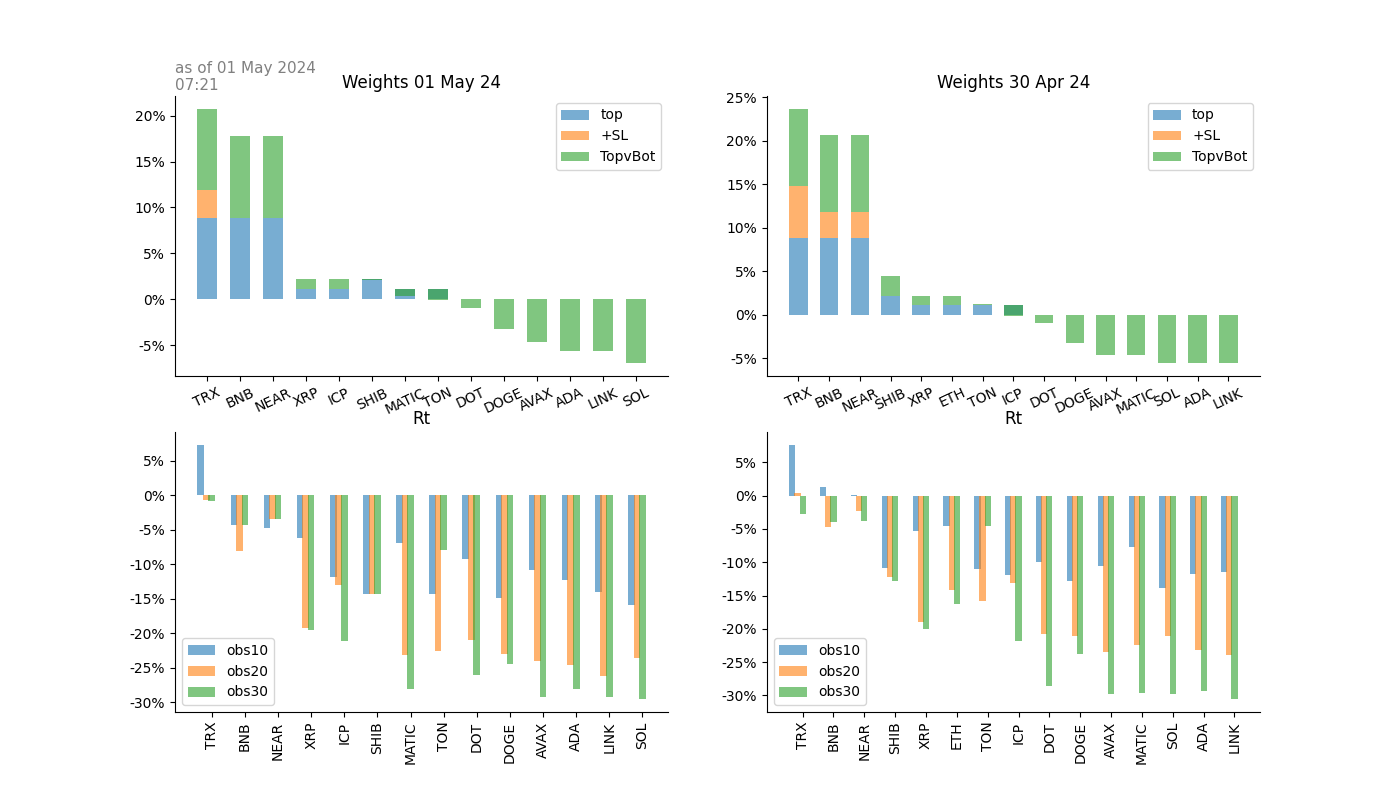 as of 01 May 2024
07:21
Weights 01 May 24
20%
15%
10%
5%
0%
-5%
top
+SL
TopvBot
TRX BNB NEAR XRP ICP SHIB MATIC TON DOT DOGE AVAX ADA LINK SOL
Weights 30 Apr 24
25%
20%
15%
10%
5%
0%
-5%
top
+SL
TopvBot
TRX BNB NEAR SHIB XRP ETH TON ICP DOT DOGE AVAX MATIC SOL ADA LINK
Rt
5%
0%
-5%
-10%
-15%
-20%
-25%
-30%
obs10
obs20
obs30
TRX BNB NEAR XRP ICP SHIB MATIC TON DOT DOGE AVAX ADA LINK SOL
Rt
5%
0%
-5%
-10%
-15%
-20%
-25%
-30%
obs10
obs20
obs30
TRX BNB NEAR SHIB XRP ETH TON ICP DOT DOGE AVAX MATIC SOL ADA LINK